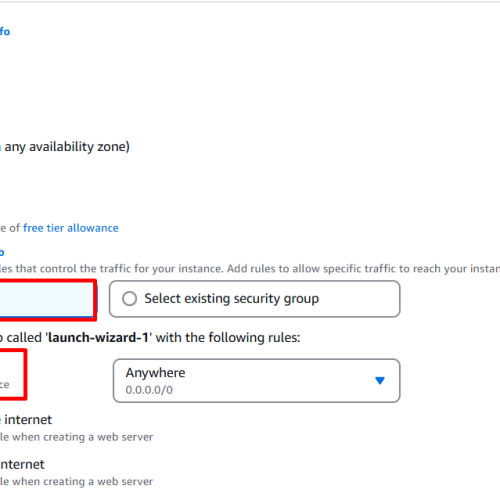 fo
any availability zone)
e of free tier allowance
o
les that control the traffic for your instance. Add rules to allow specific traffic to reach your instan
Select existing security group
o called 'launch-wizard-1' with the following rules:
Anywhere
0.0.0.0/0
ce
internet
le when creating a web server
nternet
le when creating a web server